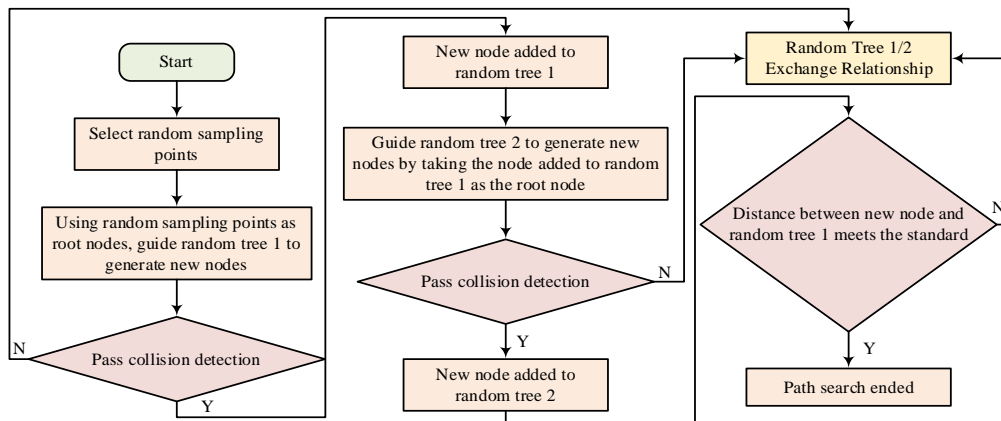 Start
Select random sampling
points
Using random sampling points as
root nodes, guide random tree 1 to
generate new nodes
Pass collision detection
N
Y
New node added to
random tree 1
Guide random tree 2 to generate new
nodes by taking the node added to random
tree 1 as the root node
Pass collision detection
N
Y
New node added to
random tree 2
Random Tree 1/2
Exchange Relationship
Distance between new node and
random tree 1 meets the standard
N
Y
Path search ended